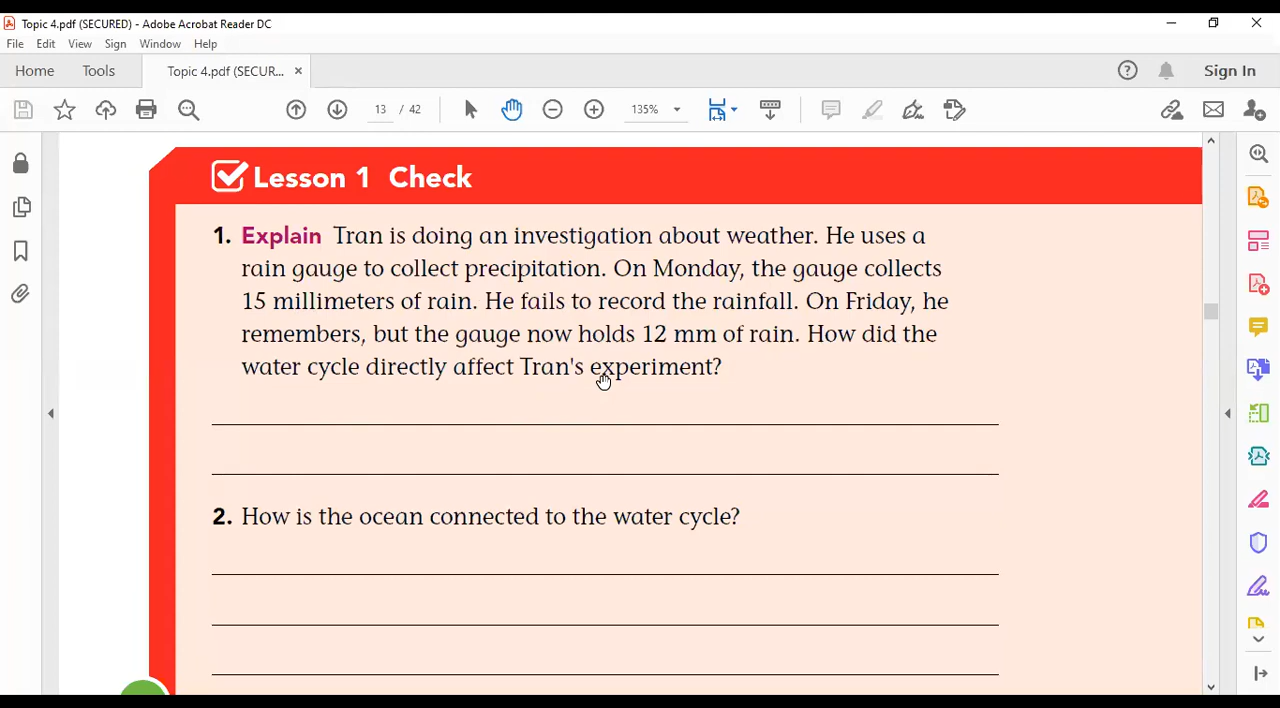 Topic 4.pdf (SECURED) - Adobe Acrobat Reader DC
File Edit View Sign Window Help
Home Tools Topic 4.pdf (SECUR... × Sign In
13 / 42 135%
Lesson 1 Check
1. Explain Tran is doing an investigation about weather. He uses a
rain gauge to collect precipitation. On Monday, the gauge collects
15 millimeters of rain. He fails to record the rainfall. On Friday, he
remembers, but the gauge now holds 12 mm of rain. How did the
water cycle directly affect Tran's experiment?
2. How is the ocean connected to the water cycle?